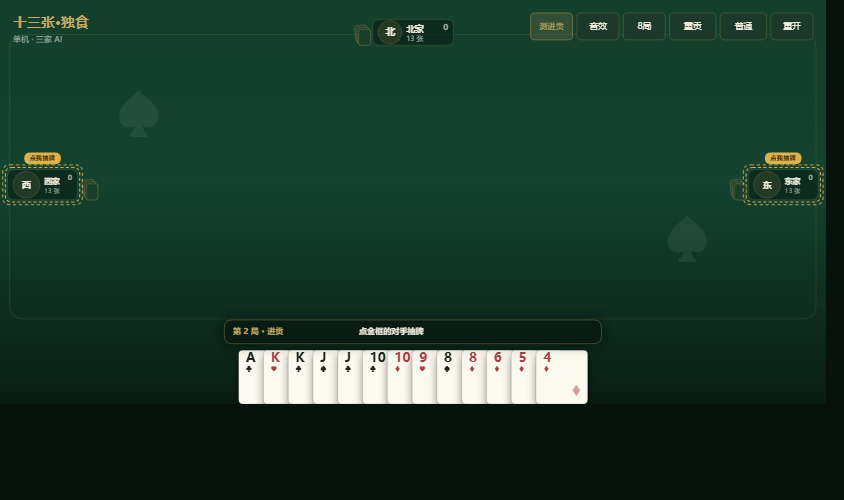 十三张•独食
单机 · 三家 AI
北
北家
0
13 张
测进贡
音效
8局
重贡
普通
重开
点我抽牌
西
西家
0
13 张
点我抽牌
东
东家
0
13 张
第 2 局 • 进贡
点金框的对手抽牌
A K K J J 10 10 9 8 8 6 5 4